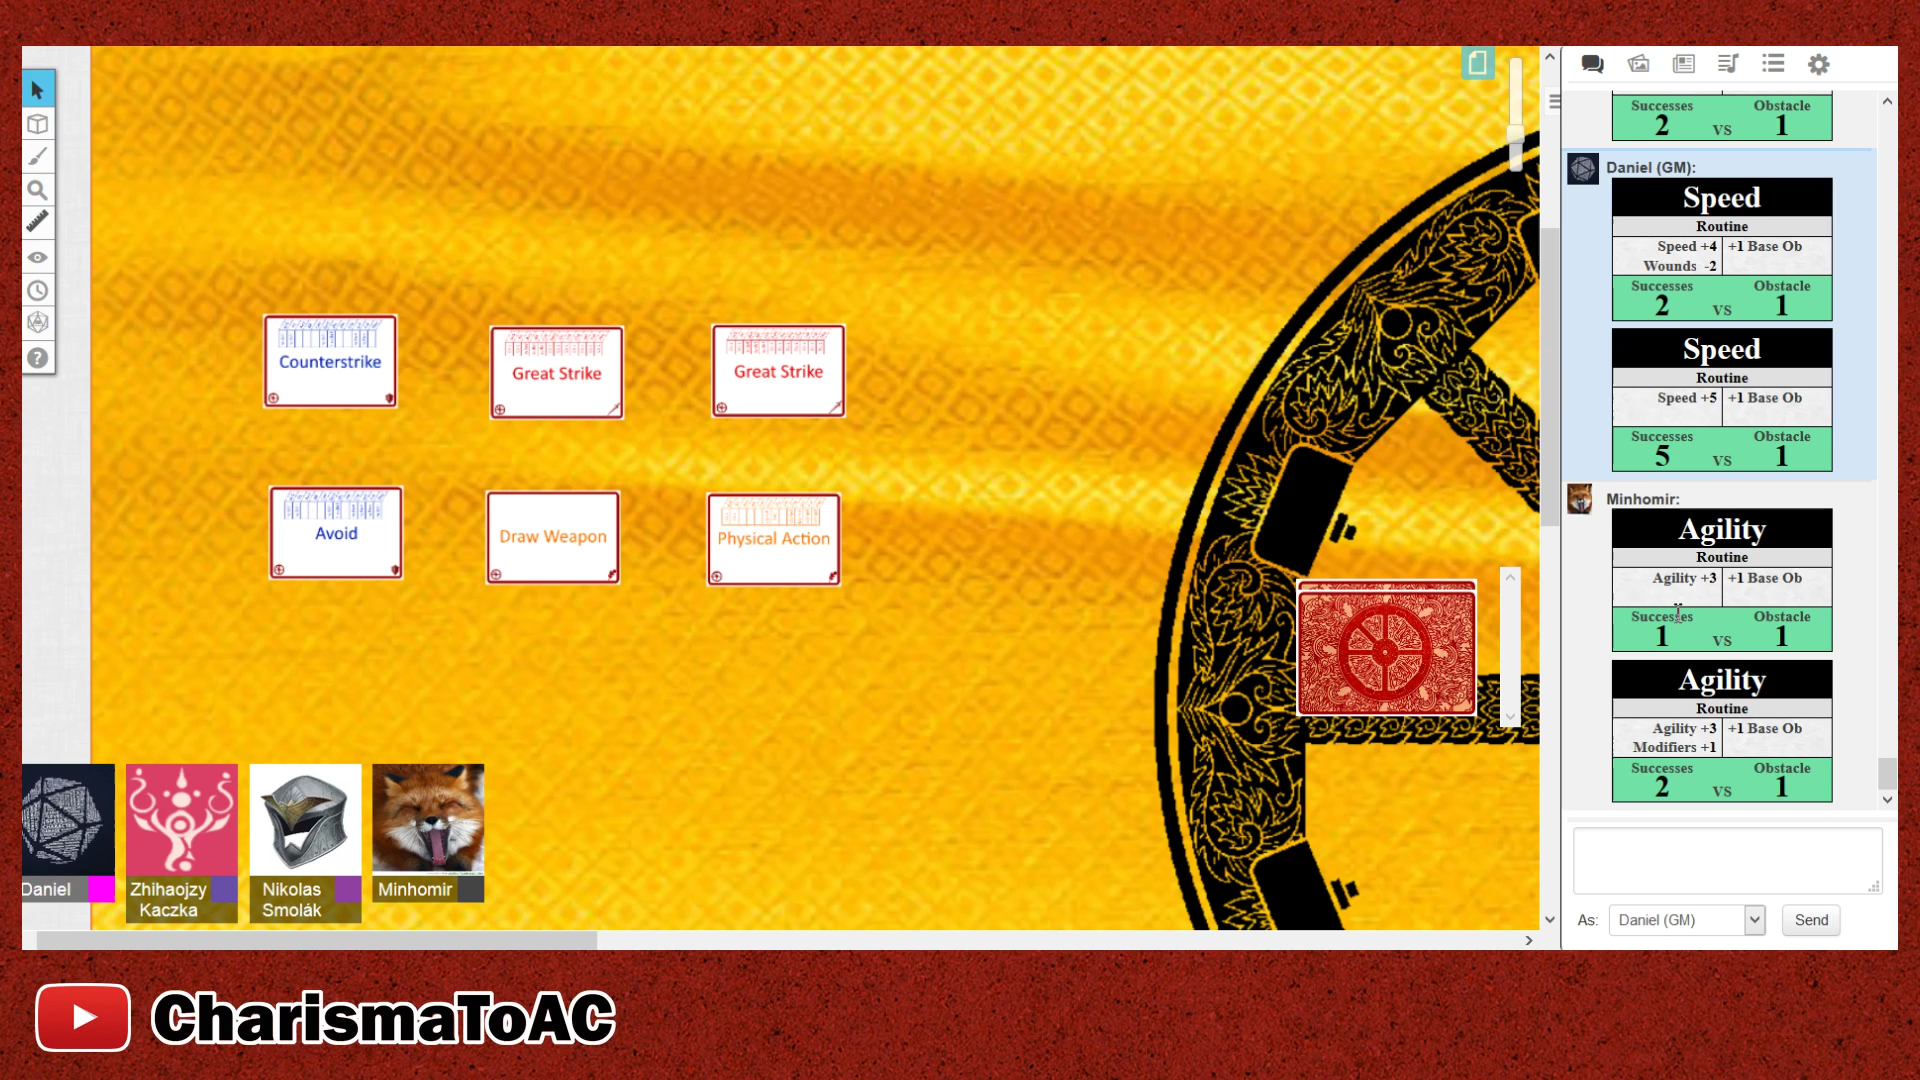 Counterstrike
Great Strike
Great Strike
Avoid
Draw Weapon
Physical Action
Daniel
Zhihaojzy
Kaczka
Nikolas
Smolák
Minhomir
Successes Obstacle
2 vs 1
Daniel (GM):
Speed
Routine
Speed +4 +1 Base Ob
Wounds -2
Successes Obstacle
2 vs 1
Speed
Routine
Speed +5 +1 Base Ob
Successes Obstacle
5 vs 1
Minhomir:
Agility
Routine
Agility +3 +1 Base Ob
Successes Obstacle
1 vs 1
Agility
Routine
Agility +3 +1 Base Ob
Modifiers +1
Successes Obstacle
2 vs 1
As: Daniel (GM) Send
CharismaToAC